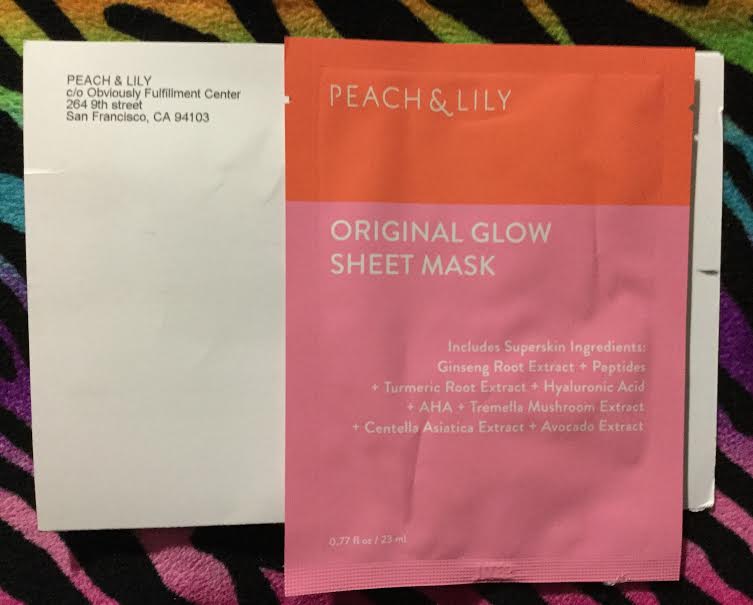 PEACH & LILY
c/o Obviously Fulfillment Center
264 9th street
San Francisco, CA 94103
PEACH & LILY
ORIGINAL GLOW
SHEET MASK
Includes Superskin Ingredients:
Ginseng Root Extract + Peptides
+ Turmeric Root Extract + Hyaluronic Acid
+ AHA + Tremella Mushroom Extract
+ Centella Asiatica Extract + Avocado Extract
0.77 fl oz / 23 ml